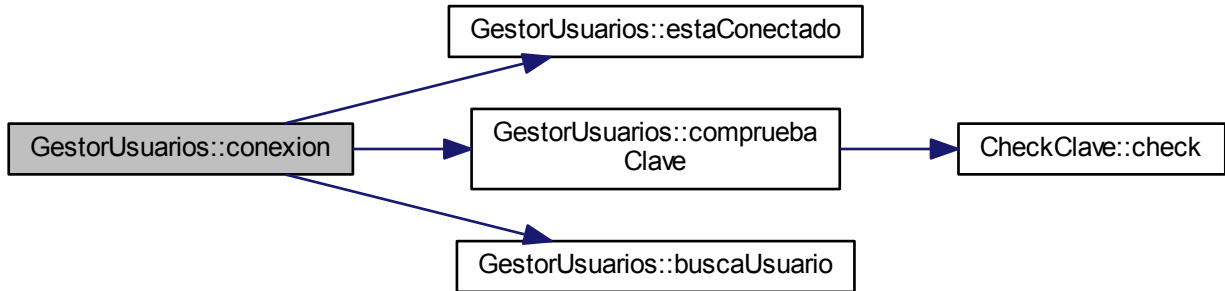 GestorUsuarios::estaConectado
GestorUsuarios::conexion
GestorUsuarios::comprueba
Clave
CheckClave::check
GestorUsuarios::buscaUsuario